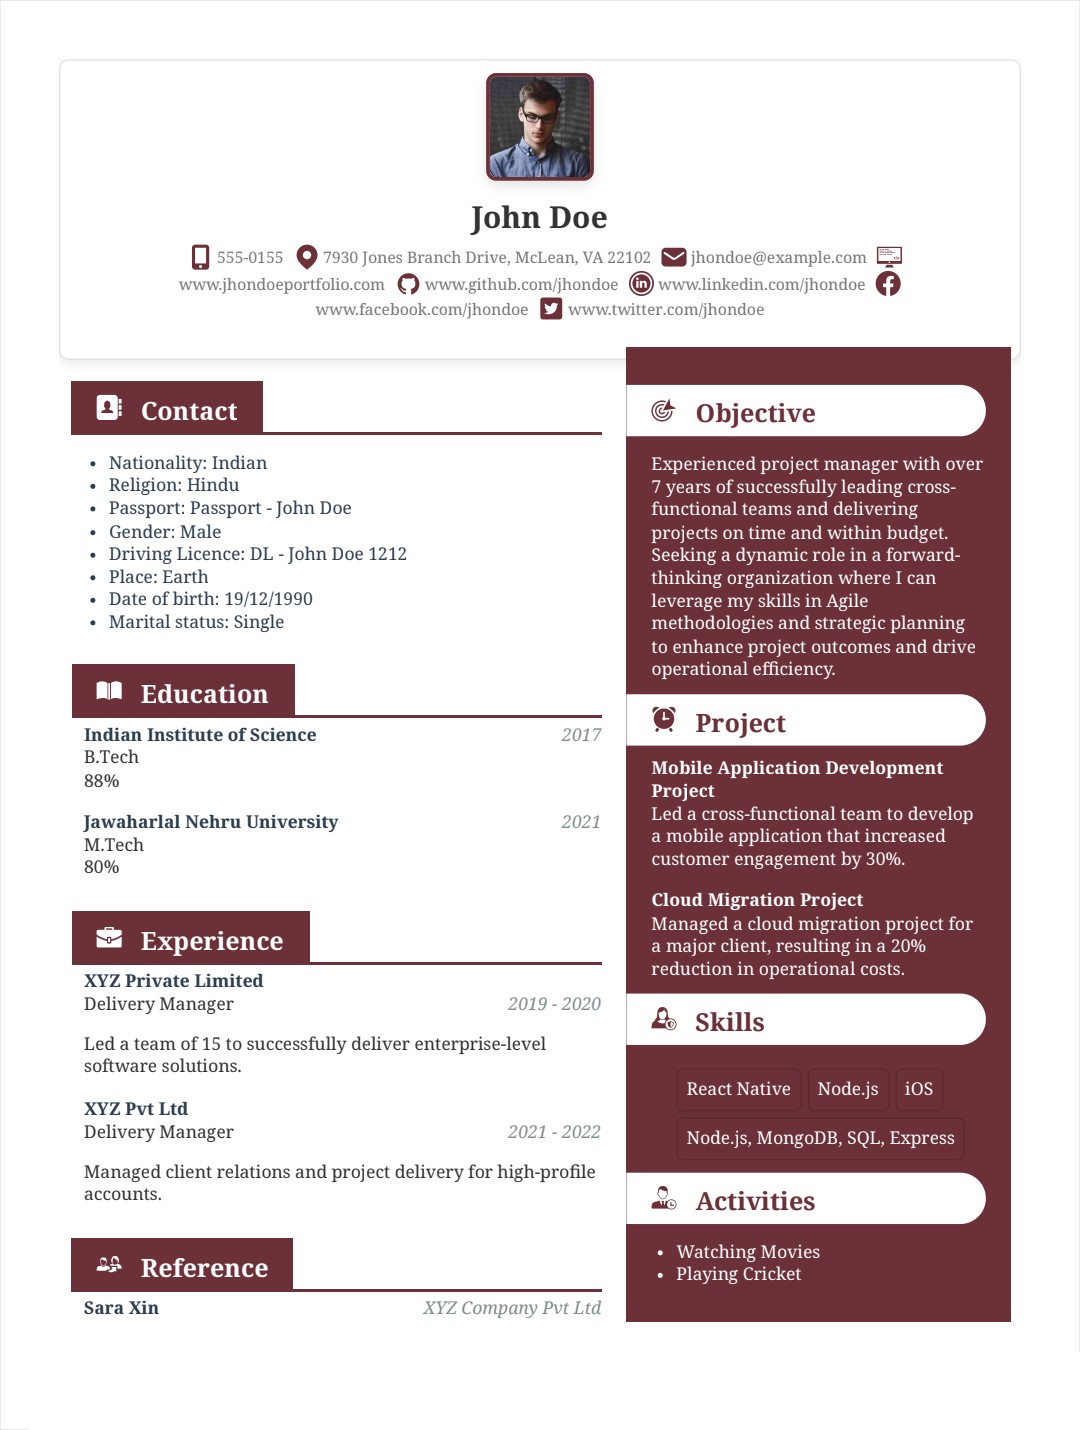 John Doe
555-0155 7930 Jones Branch Drive, McLean, VA 22102 jhondoe@example.com
www.jhondoeportfolio.com www.github.com/jhondoe www.linkedin.com/jhondoe
www.facebook.com/jhondoe www.twitter.com/jhondoe
Contact
• Nationality: Indian
• Religion: Hindu
• Passport: Passport - John Doe
• Gender: Male
• Driving Licence: DL - John Doe 1212
• Place: Earth
• Date of birth: 19/12/1990
• Marital status: Single
Education
Indian Institute of Science 2017
B.Tech
88%
Jawaharlal Nehru University 2021
M.Tech
80%
Experience
XYZ Private Limited
Delivery Manager 2019 - 2020
Led a team of 15 to successfully deliver enterprise-level
software solutions.
XYZ Pvt Ltd
Delivery Manager 2021 - 2022
Managed client relations and project delivery for high-profile
accounts.
Reference
Sara Xin XYZ Company Pvt Ltd
Objective
Experienced project manager with over
7 years of successfully leading cross-
functional teams and delivering
projects on time and within budget.
Seeking a dynamic role in a forward-
thinking organization where I can
leverage my skills in Agile
methodologies and strategic planning
to enhance project outcomes and drive
operational efficiency.
Project
Mobile Application Development
Project
Led a cross-functional team to develop
a mobile application that increased
customer engagement by 30%.
Cloud Migration Project
Managed a cloud migration project for
a major client, resulting in a 20%
reduction in operational costs.
Skills
React Native Node.js iOS
Node.js, MongoDB, SQL, Express
Activities
• Watching Movies
• Playing Cricket